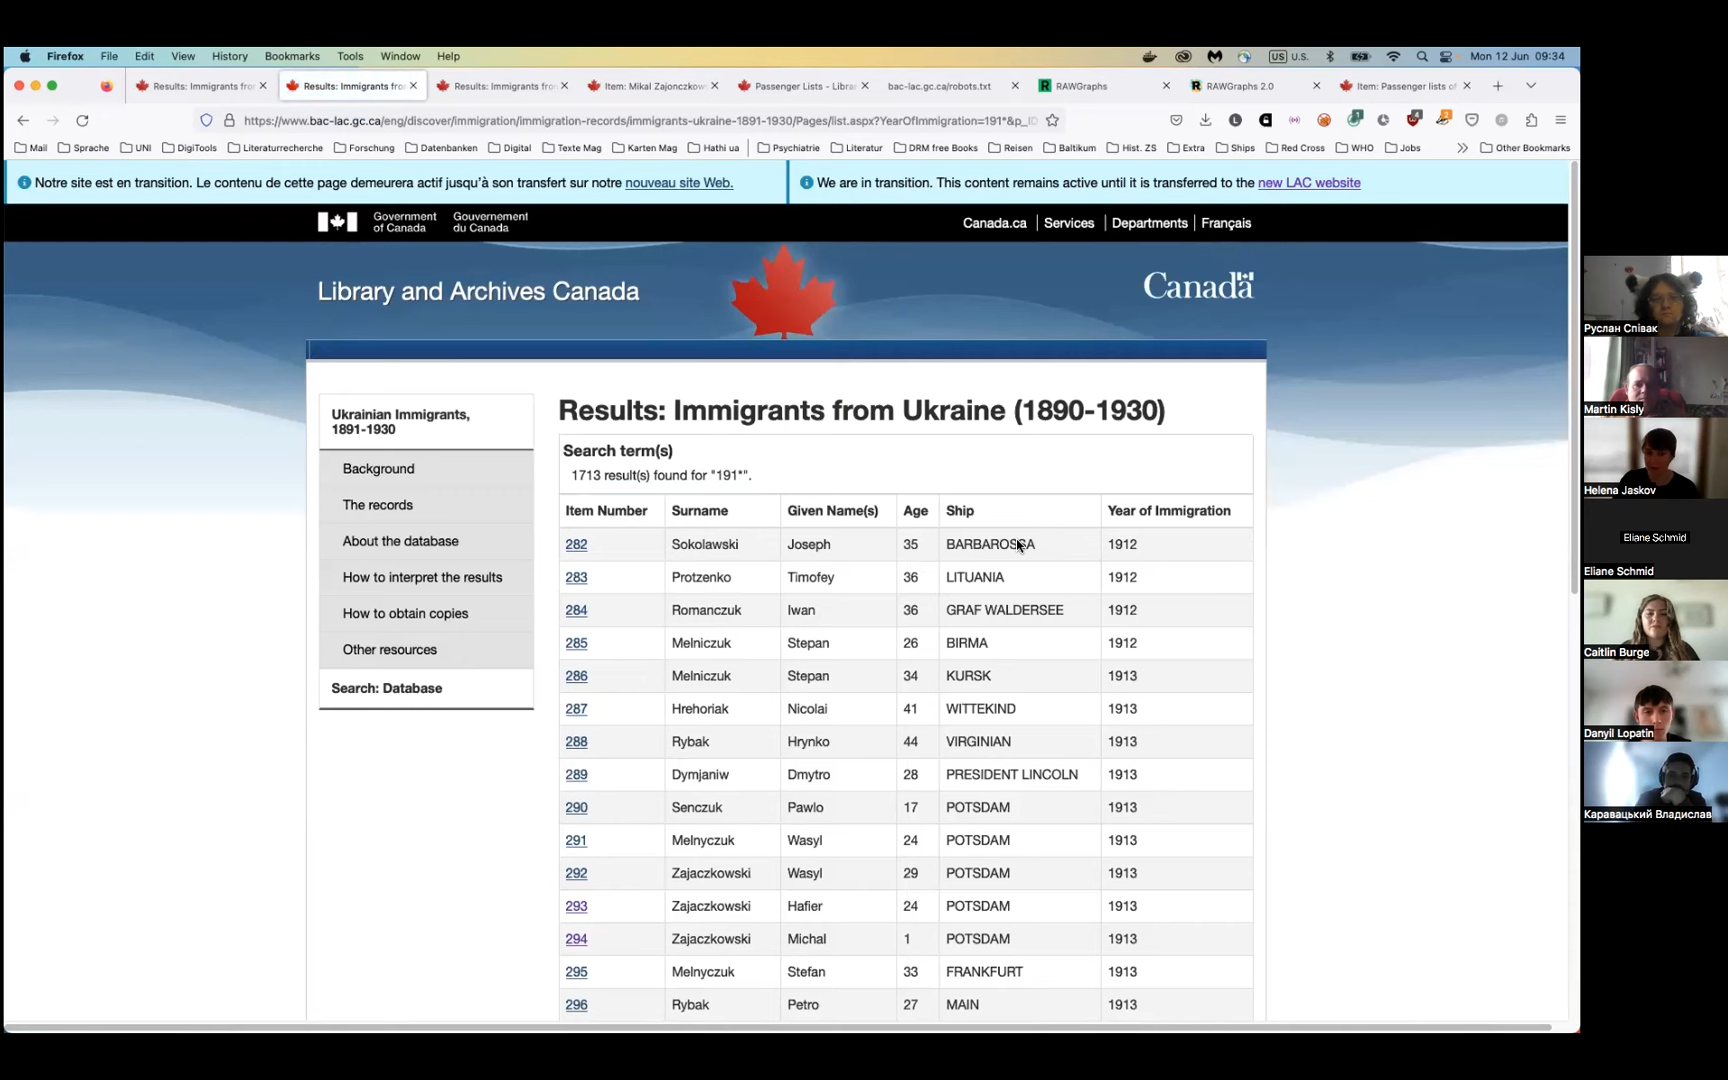 Firefox File Edit View History Bookmarks Tools Window Help US U.S. Mon 12 Jun 09:34
Results: Immigrants fro Results: Immigrants fro Results: Immigrants fro Item: Mikal Zajonczkow Passenger Lists - Libra bac-lac.gc.ca/robots.txt RAWGraphs RAWGraphs 2.0 Item: Passenger lists of
https://www.bac-lac.gc.ca/eng/discover/immigration/immigration-records/immigrants-ukraine-1891-1930/Pages/list.aspx?YearOfImmigration=191*&p_ID
Mail Sprache UNI DigiTools Literaturrecherche Forschung Datenbanken Digital Texte Mag Karten Mag Hathi ua Psychiatrie Literatur DRM free Books Reisen Baltikum Hist. ZS Extra Ships Red Cross WHO Jobs Other Bookmarks
Notre site est en transition. Le contenu de cette page demeurera actif jusqu'à son transfert sur notre nouveau site Web.
We are in transition. This content remains active until it is transferred to the new LAC website
Government of Canada
Gouvernement du Canada
Canada.ca Services Departments Français
Library and Archives Canada
Canada
Ukrainian Immigrants,
1891-1930
Background
The records
About the database
How to interpret the results
How to obtain copies
Other resources
Search: Database
Results: Immigrants from Ukraine (1890-1930)
Search term(s)
1713 result(s) found for "191*".
Item Number Surname Given Name(s) Age Ship Year of Immigration
282 Sokolawski Joseph 35 BARBAROSSA 1912
283 Protzenko Timofey 36 LITUANIA 1912
284 Romanczuk Iwan 36 GRAF WALDERSEE 1912
285 Melniczuk Stepan 26 BIRMA 1912
286 Melniczuk Stepan 34 KURSK 1913
287 Hrehoriak Nicolai 41 WITTEKIND 1913
288 Rybak Hrynko 44 VIRGINIAN 1913
289 Dymjaniw Dmytro 28 PRESIDENT LINCOLN 1913
290 Senczuk Pawlo 17 POTSDAM 1913
291 Melnyczuk Wasyl 24 POTSDAM 1913
292 Zajaczkowski Wasyl 29 POTSDAM 1913
293 Zajaczkowski Hafier 24 POTSDAM 1913
294 Zajaczkowski Michal 1 POTSDAM 1913
295 Melnyczuk Stefan 33 FRANKFURT 1913
296 Rybak Petro 27 MAIN 1913
Руслан Співак
Martin Kisly
Helena Jaskov
Eliane Schmid
Eliane Schmid
Caitlin Burge
Danyil Lopatin
Каравацький Владислав